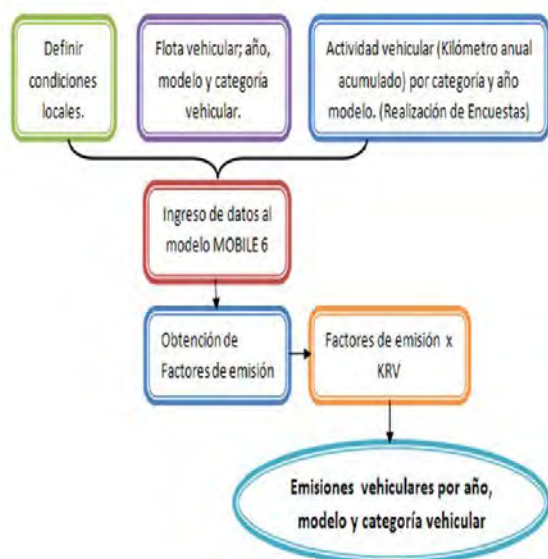 Definir
condiciones
locales.
Flota vehicular; año,
modelo y categoría
vehicular.
Actividad vehicular (Kilómetro anual
acumulado) por categoría y año
modelo. (Realización de Encuestas)
Ingreso de datos al
modelo MOBILE 6
Obtención de
Factores de emisión
Factores de emisión x
KRV
Emisiones vehiculares por año,
modelo y categoría vehicular